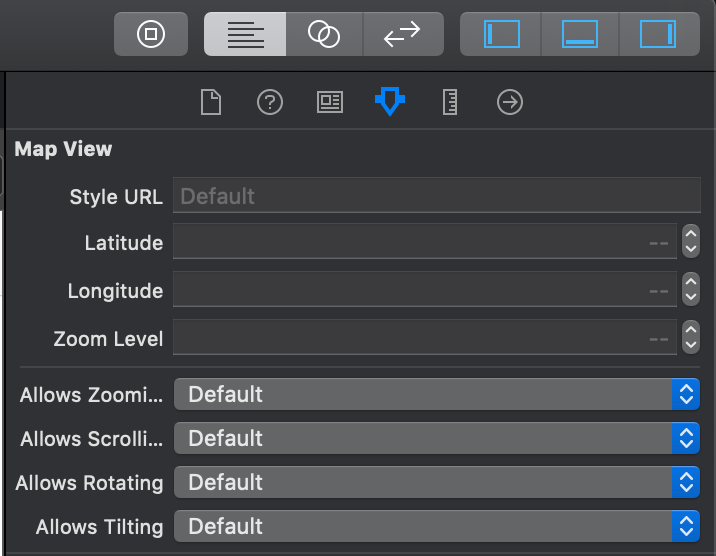 Map View
Style URL Default
Latitude --
Longitude --
Zoom Level --
Allows Zoomi... Default
Allows Scrolli... Default
Allows Rotating Default
Allows Tilting Default